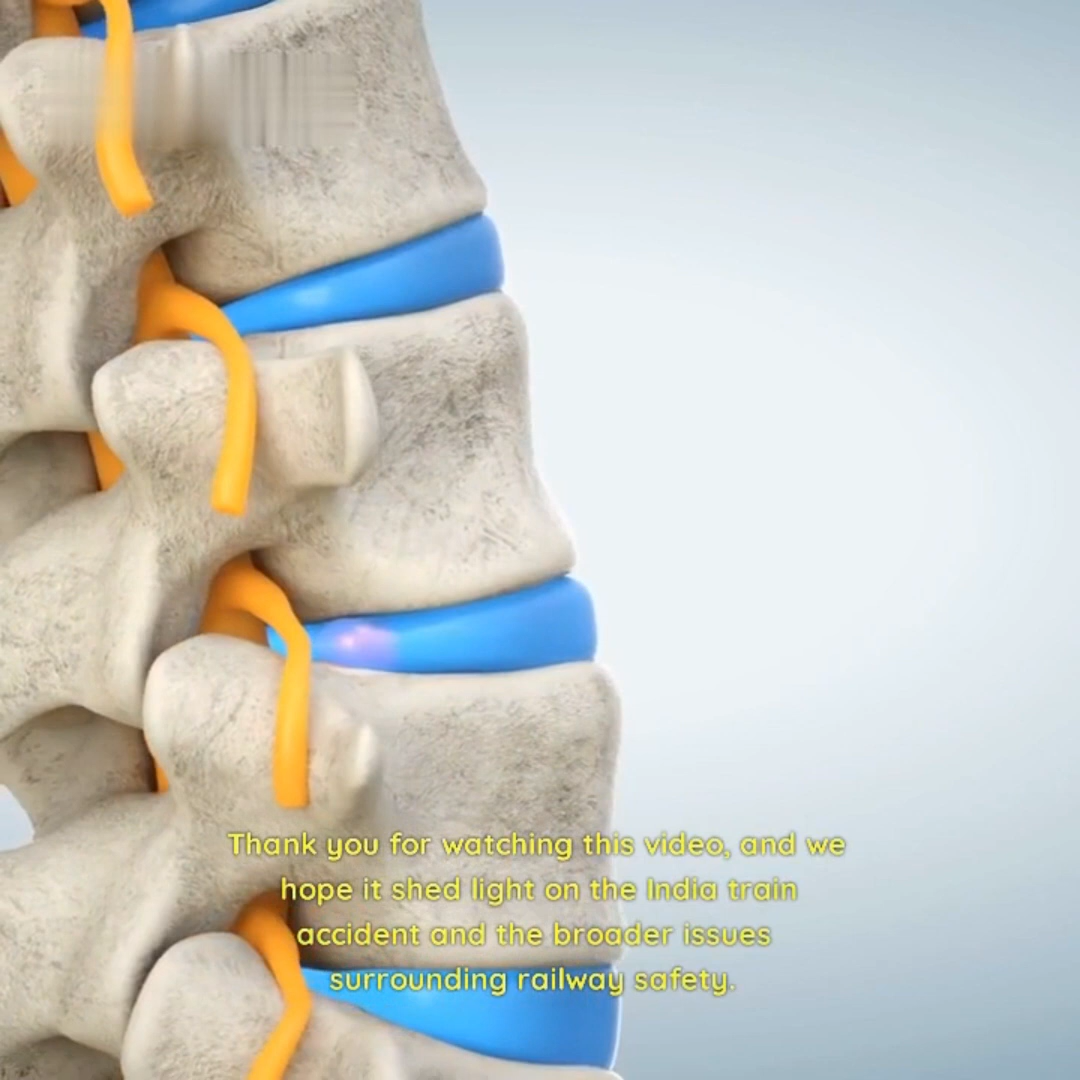 Thank you for watching this video, and we
hope it shed light on the India train
accident and the broader issues
surrounding railway safety.